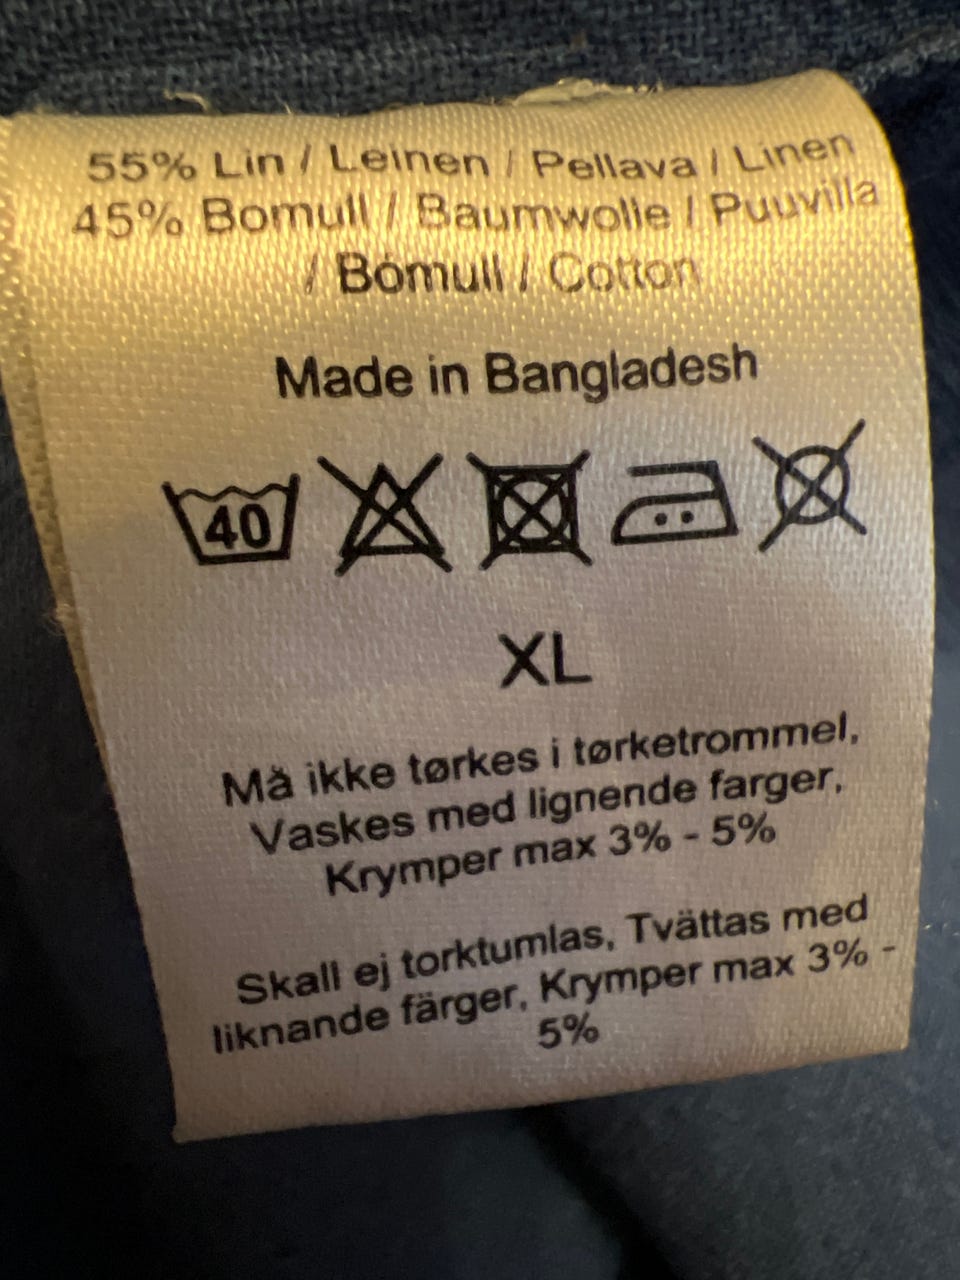 55% Lin / Leinen / Pellava / Linen
45% Bomull / Baumwolle / Puuvilla
/ Bómull / Cotton
Made in Bangladesh
40
XL
Må ikke tørkes i tørketrommel,
Vaskes med lignende farger,
Krymper max 3% - 5%
Skall ej torktumlas, Tvättas med
liknande färger, Krymper max 3% -
5%